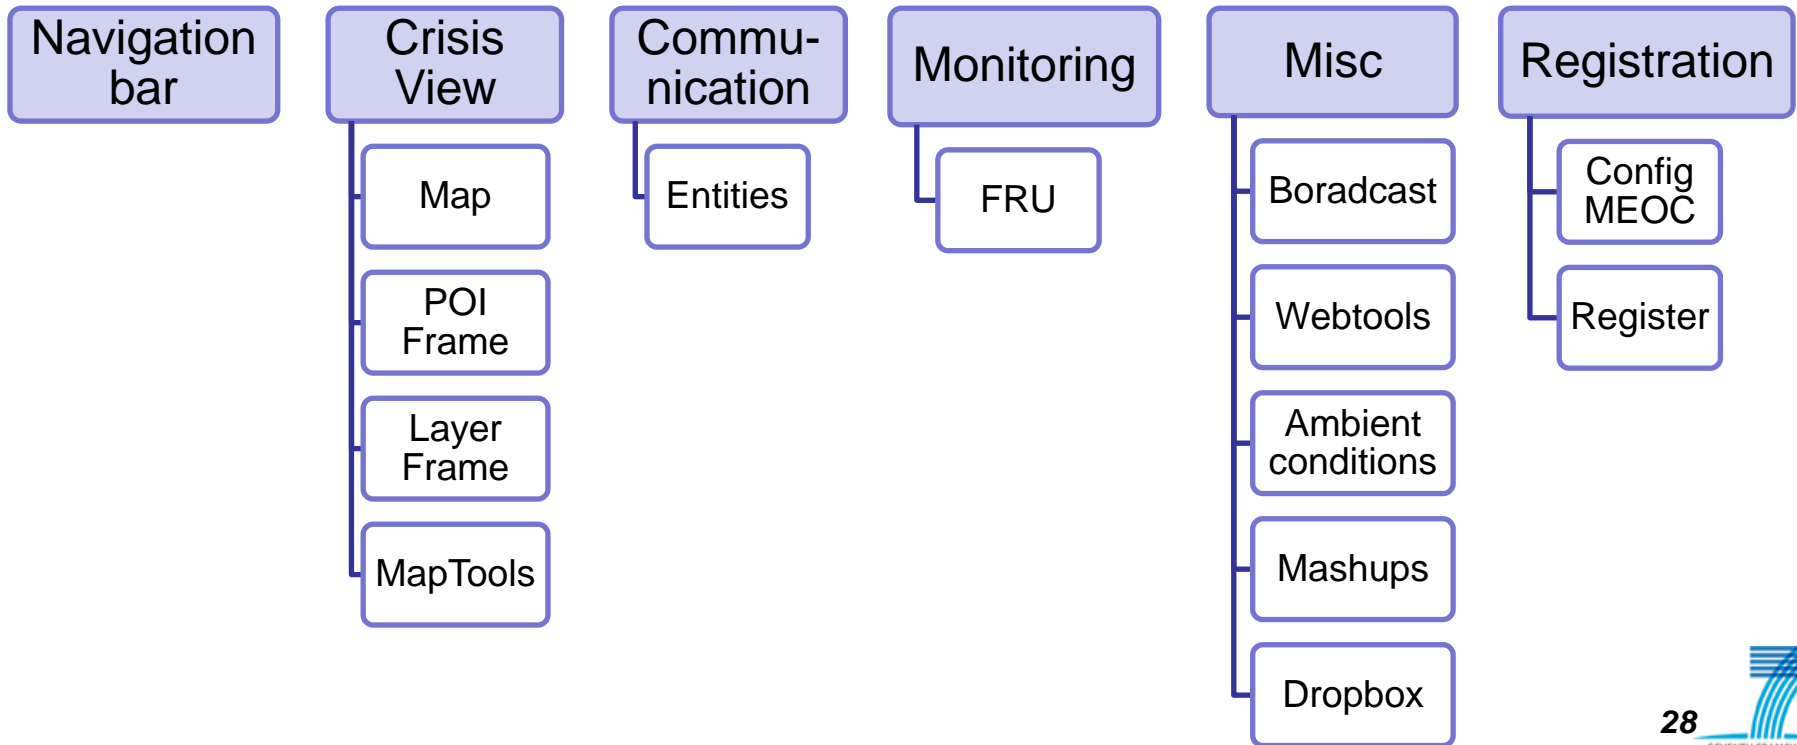 Navigation
bar
Crisis
View
Commu-
nication
Monitoring
Misc
Registration
Map
POI
Frame
Layer
Frame
MapTools
Entities
FRU
Boradcast
Webtools
Ambient
conditions
Mashups
Dropbox
Config
MEOC
Register
28